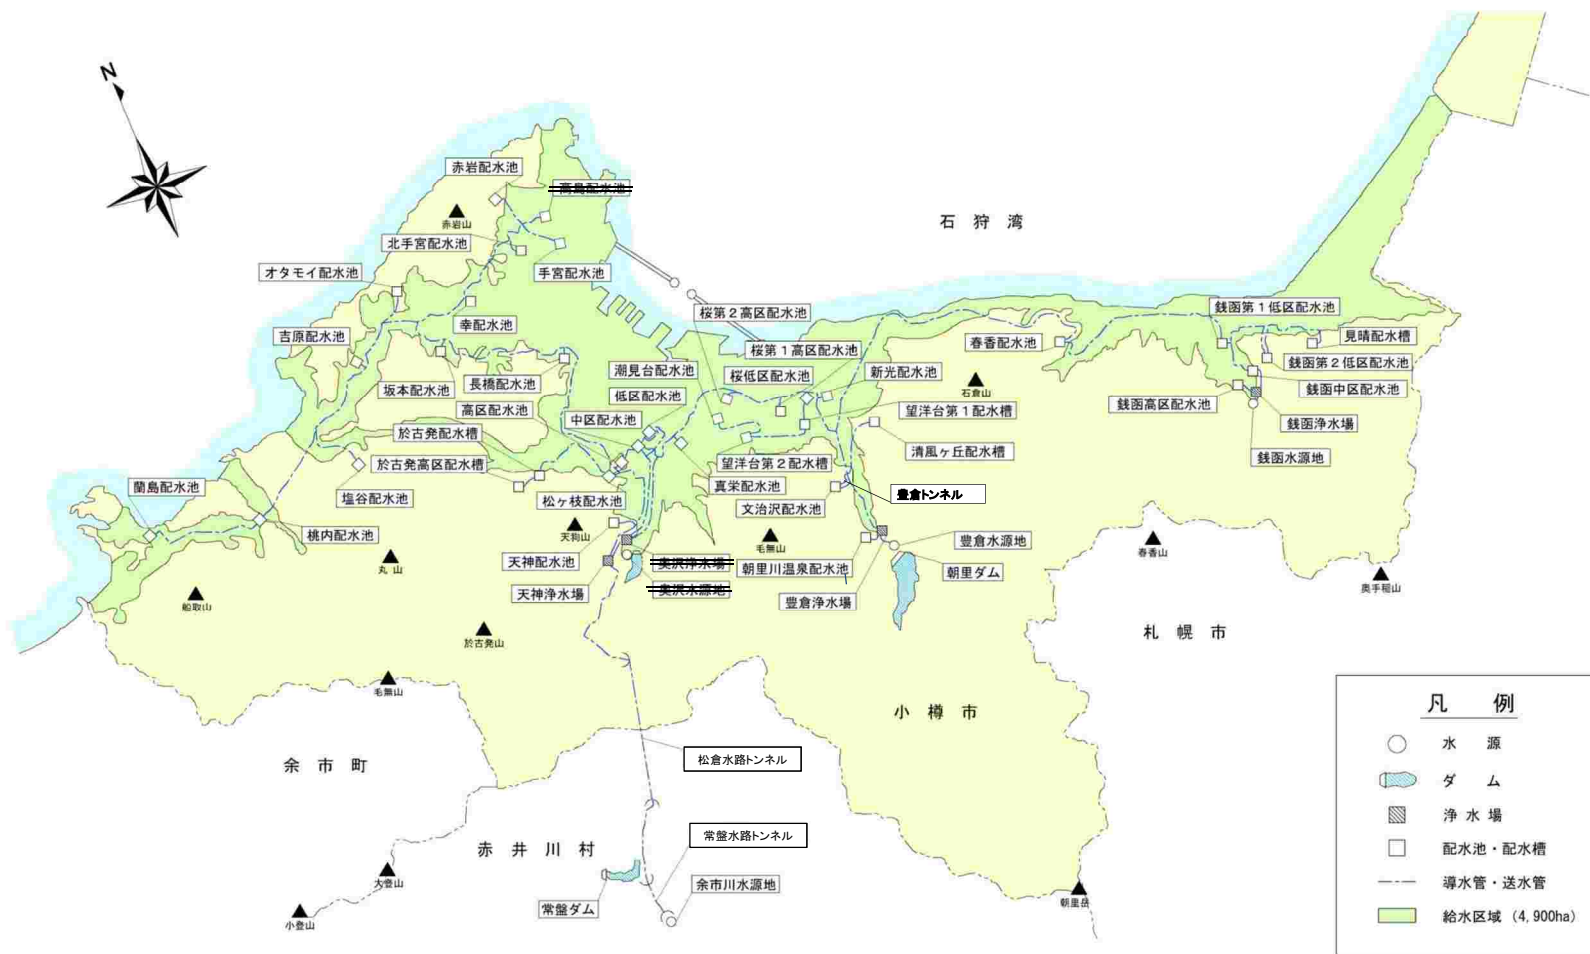 N
赤岩配水池
高島配水池
赤岩山
石狩湾
北手宮配水池
手宮配水池
オタモイ配水池
桜第2高区配水池
銭函第1低区配水池
幸配水池
吉原配水池
見晴配水槽
春香配水池
桜第1高区配水池
銭函第2低区配水池
潮見台配水池
桜低区配水池
新光配水池
坂本配水池
長橋配水池
石倉山
銭函中区配水池
低区配水池
銭函高区配水池
高区配水池
中区配水池
望洋台第1配水槽
銭函浄水場
於古発配水槽
清風ヶ丘配水槽
銭函水源地
於古発高区配水槽
望洋台第2配水槽
蘭島配水池
塩谷配水池
松ヶ枝配水池
真栄配水池
豊倉トンネル
文治沢配水池
桃内配水池
天狗山
毛無山
豊倉水源地
春香山
丸山
天神配水池
奥沢浄水場
朝里川温泉配水池
朝里ダム
奥手稲山
天神浄水場
奥沢水源地
豊倉浄水場
船取山
札幌市
於古発山
毛無山
小樽市
凡例
水源
松倉水路トンネル
余市町
ダム
浄水場
常盤水路トンネル
赤井川村
配水池・配水槽
大登山
余市川水源地
導水管・送水管
常盤ダム
朝里岳
小登山
給水区域 (4,900ha)